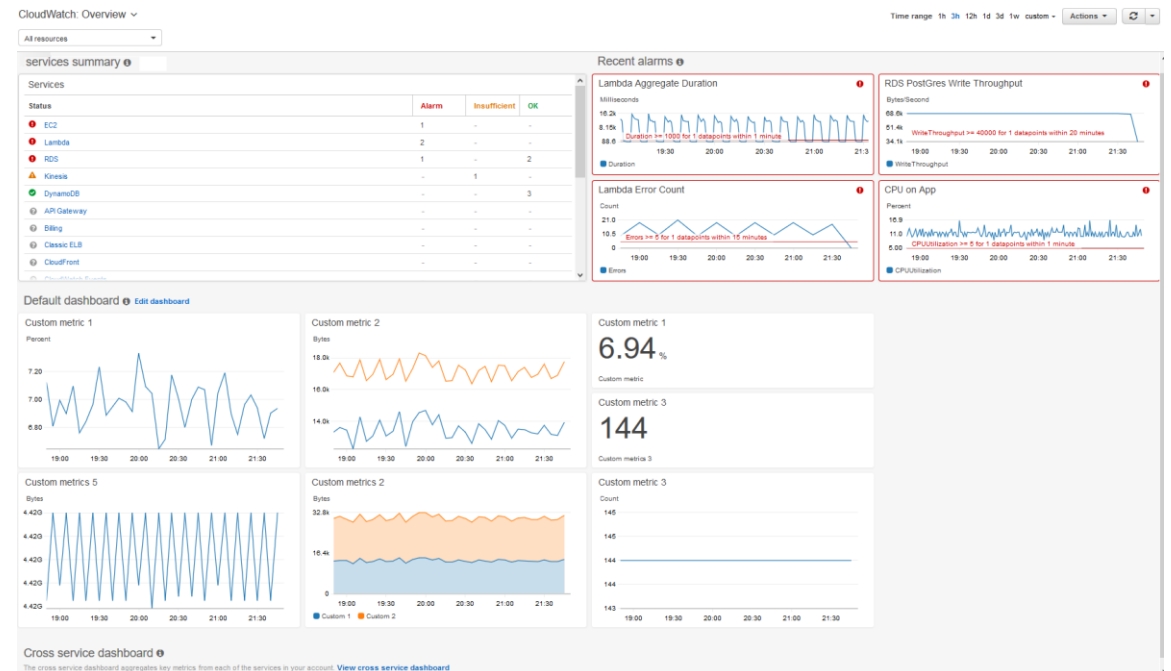 CloudWatch: Overview
Time range 1h 3h 12h 1d 3d 1w custom Actions
All resources
services summary
Services
Status Alarm Insufficient OK
EC2 1 - -
Lambda 2 - -
RDS 1 - 2
Kinesis - 1 -
DynamoDB - - 3
API Gateway - - -
Billing - - -
Classic ELB - - -
CloudFront - - -
CloudWatch Events - - -
Recent alarms
Lambda Aggregate Duration
Milliseconds
16.2k
8.15k
88.6
Duration >= 1000 for 1 datapoints within 1 minute
19:30 20:00 20:30 21:00 21:3
Duration
RDS PostGres Write Throughput
Bytes/Second
68.6k
51.4k
34.1k
WriteThroughput >= 40000 for 1 datapoints within 20 minutes
19:00 19:30 20:00 20:30 21:00 21:30
WriteThroughput
Lambda Error Count
Count
21.0
10.5
0
Errors >= 5 for 1 datapoints within 15 minutes
19:00 19:30 20:00 20:30 21:00 21:30
Errors
CPU on App
Percent
16.9
11.0
5.00
CPUUtilization >= 5 for 1 datapoints within 1 minute
19:00 19:30 20:00 20:30 21:00 21:30
CPUUtilization
Default dashboard Edit dashboard
Custom metric 1
Percent
7.20
7.00
6.80
19:00 19:30 20:00 20:30 21:00 21:30
Custom metric 2
Bytes
18.0k
16.0k
14.0k
19:00 19:30 20:00 20:30 21:00 21:30
Custom metric 1
6.94 %
Custom metric
Custom metric 3
144
Custom metrics 3
Custom metrics 5
Bytes
4.42G
4.42G
4.42G
4.42G
4.42G
19:00 19:30 20:00 20:30 21:00 21:30
Custom metrics 2
Bytes
32.8k
16.4k
0
19:00 19:30 20:00 20:30 21:00 21:30
Custom 1 Custom 2
Custom metric 3
Count
145
145
144
144
143
19:00 19:30 20:00 20:30 21:00 21:30
Cross service dashboard
The cross service dashboard aggregates key metrics from each of the services in your account. View cross service dashboard